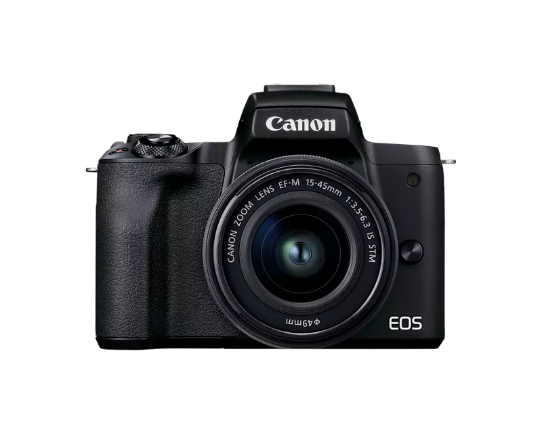 Canon
CANON ZOOM LENS EF-M 15-45mm 1:3.5-6.3 IS STM
Φ49mm
EOS